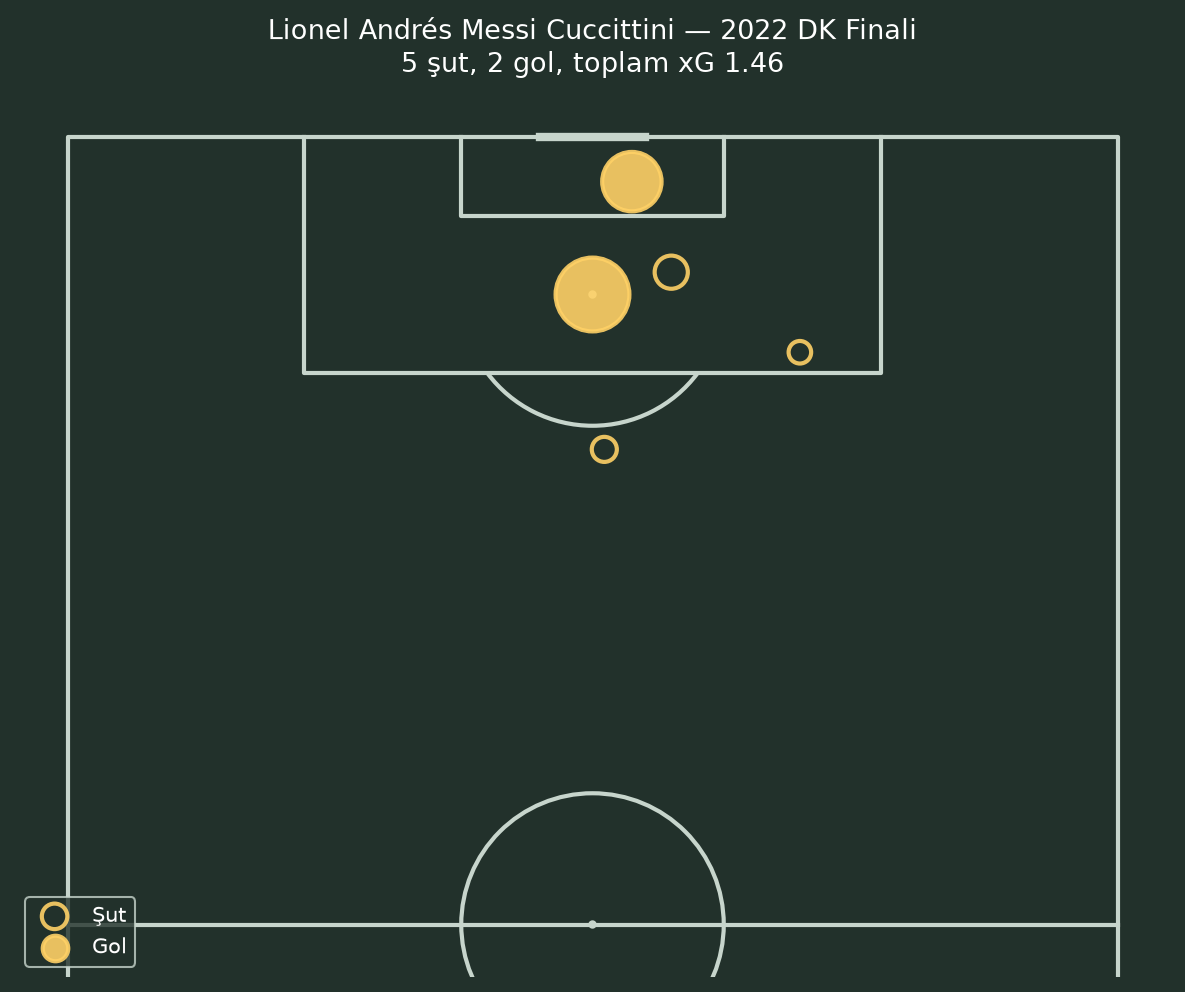 Lionel Andrés Messi Cuccittini — 2022 DK Finali
5 şut, 2 gol, toplam xG 1.46
Şut
Gol